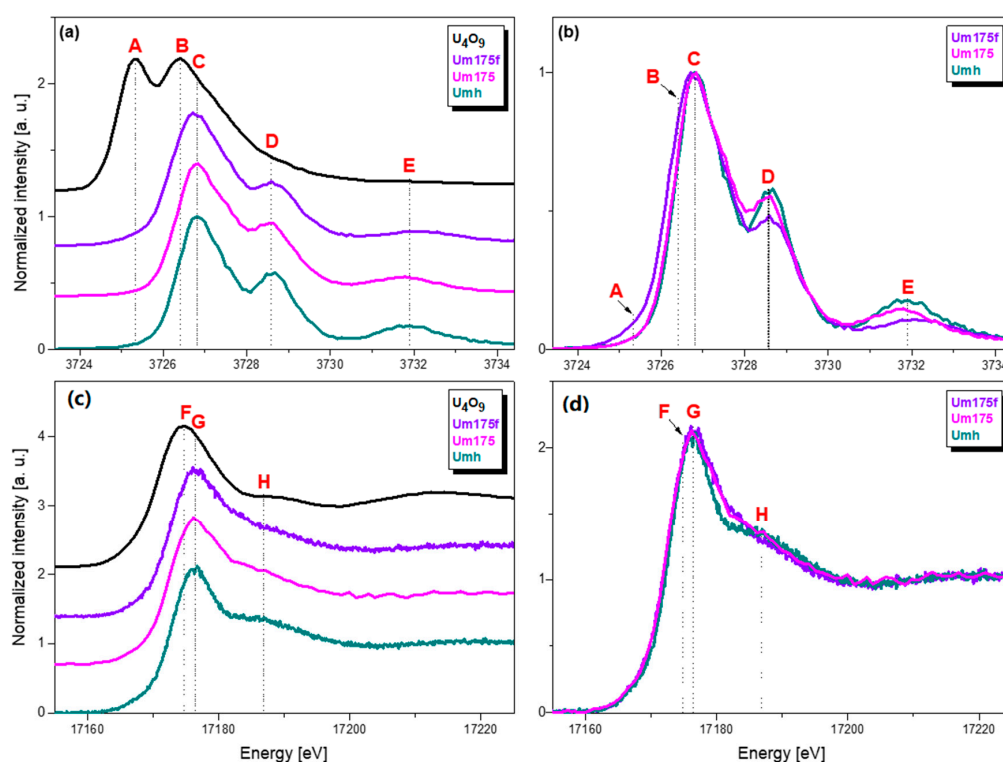 (a)
A
B
C
D
E
U4O9
Um175f
Um175
Umh
2
1
0
3724
3726
3728
3730
3732
3734
Normalized intensity [a. u.]
(b)
A
B
C
D
E
Um175f
Um175
Umh
1
0
3724
3726
3728
3730
3732
3734
(c)
F
G
H
U4O9
Um175f
Um175
Umh
4
3
2
1
0
17160
17180
17200
17220
Normalized intensity [a. u.]
Energy [eV]
(d)
F
G
H
Um175f
Um175
Umh
2
1
0
17160
17180
17200
17220
Energy [eV]